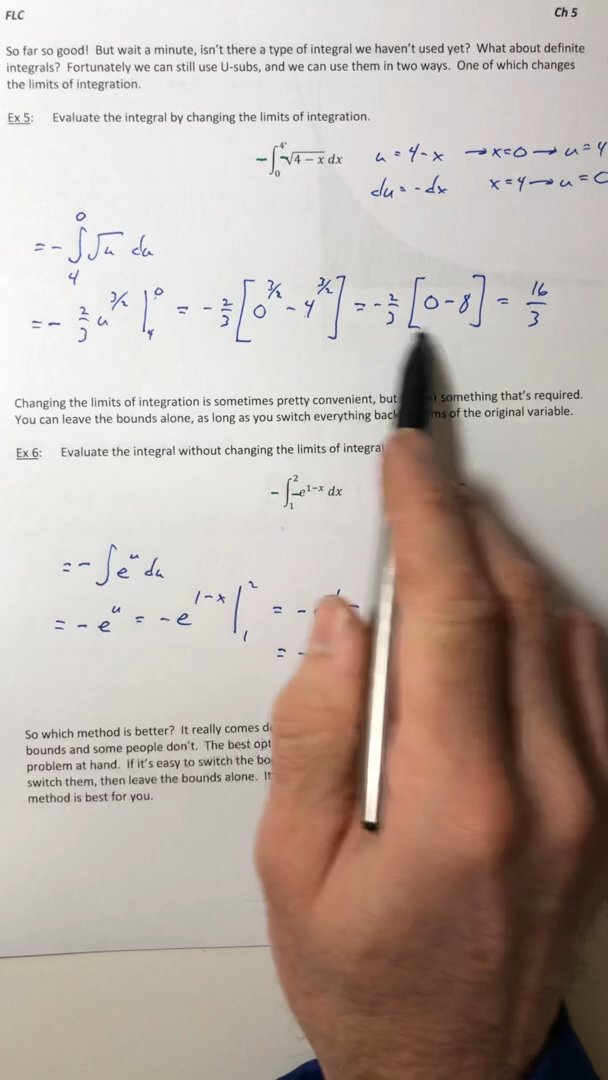 FLC Ch 5
So far so good! But wait a minute, isn't there a type of integral we haven't used yet? What about definite
integrals? Fortunately we can still use U-subs, and we can use them in two ways. One of which changes
the limits of integration.
Ex 5: Evaluate the integral by changing the limits of integration.
-∫₀⁴ -√(4 − x) dx u = 4-x → x=0 → u=4
du = -dx x=4 → u=0
= -∫₄⁰ √u du
= - 2/3 u^(3/2) |₄⁰ = - 2/3 [0^(3/2) - 4^(3/2)] = - 2/3 [0-8] = 16/3
Changing the limits of integration is sometimes pretty convenient, but something that's required.
You can leave the bounds alone, as long as you switch everything back ms of the original variable.
Ex 6: Evaluate the integral without changing the limits of integra
-∫₁² -e^(1−x) dx
= -∫ e^u du
= - e^u = - e^(1-x) |₁² = -
= -
So which method is better? It really comes d
bounds and some people don't. The best opt
problem at hand. If it's easy to switch the bo
switch them, then leave the bounds alone. It
method is best for you.